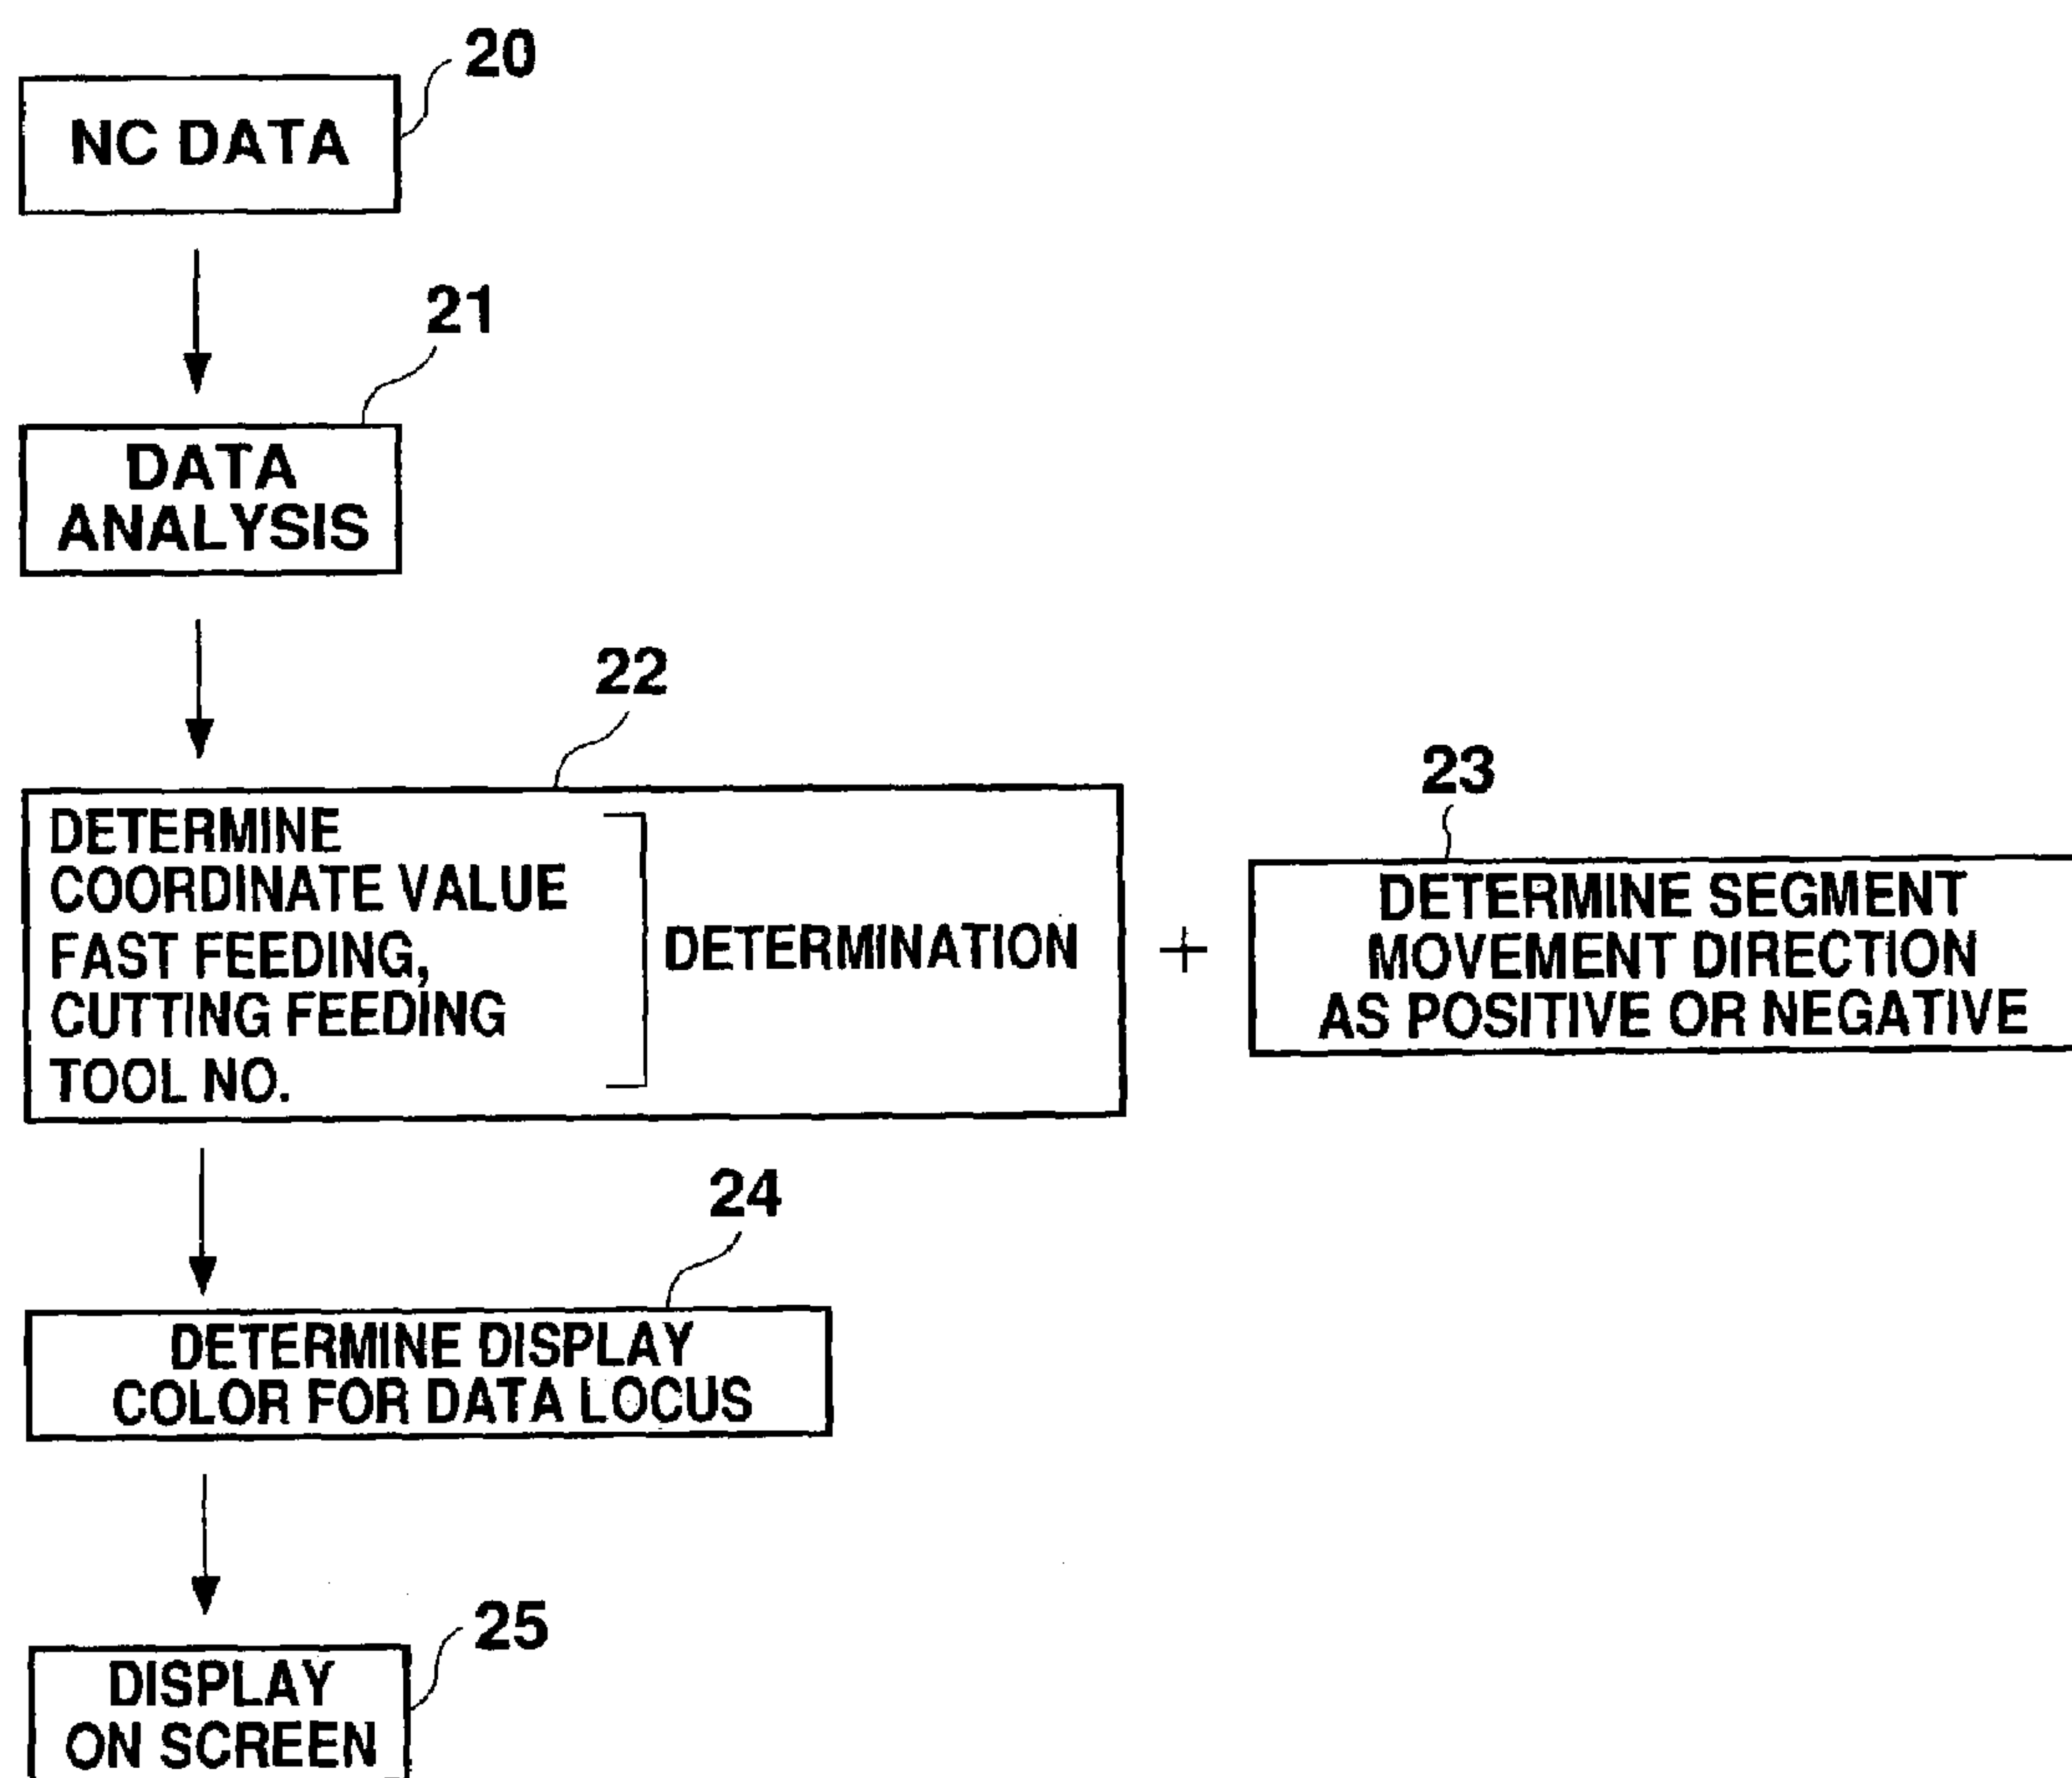 20
NC DATA
21
DATA
ANALYSIS
22
DETERMINE
COORDINATE VALUE
FAST FEEDING,
CUTTING FEEDING
TOOL NO.
DETERMINATION
+
23
DETERMINE SEGMENT
MOVEMENT DIRECTION
AS POSITIVE OR NEGATIVE
24
DETERMINE DISPLAY
COLOR FOR DATA LOCUS
25
DISPLAY
ON SCREEN